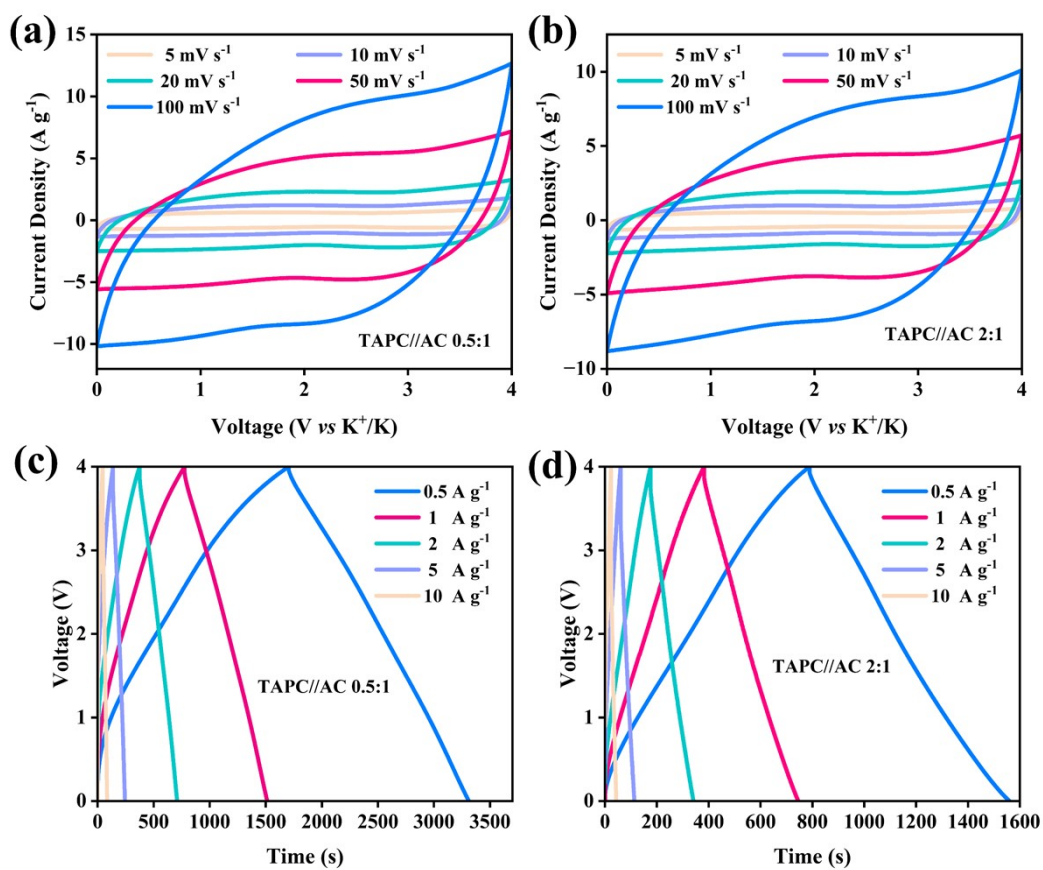 (a)
15
10
5
0
−5
−10
Current Density (A g⁻¹)
5 mV s⁻¹
10 mV s⁻¹
20 mV s⁻¹
50 mV s⁻¹
100 mV s⁻¹
TAPC//AC 0.5:1
0 1 2 3 4
Voltage (V vs K⁺/K)
(b)
10
5
0
−5
−10
Current Density (A g⁻¹)
5 mV s⁻¹
10 mV s⁻¹
20 mV s⁻¹
50 mV s⁻¹
100 mV s⁻¹
TAPC//AC 2:1
0 1 2 3 4
Voltage (V vs K⁺/K)
(c)
4
3
2
1
0
Voltage (V)
0.5 A g⁻¹
1 A g⁻¹
2 A g⁻¹
5 A g⁻¹
10 A g⁻¹
TAPC//AC 0.5:1
0 500 1000 1500 2000 2500 3000 3500
Time (s)
(d)
4
3
2
1
0
Voltage (V)
0.5 A g⁻¹
1 A g⁻¹
2 A g⁻¹
5 A g⁻¹
10 A g⁻¹
TAPC//AC 2:1
0 200 400 600 800 1000 1200 1400 1600
Time (s)